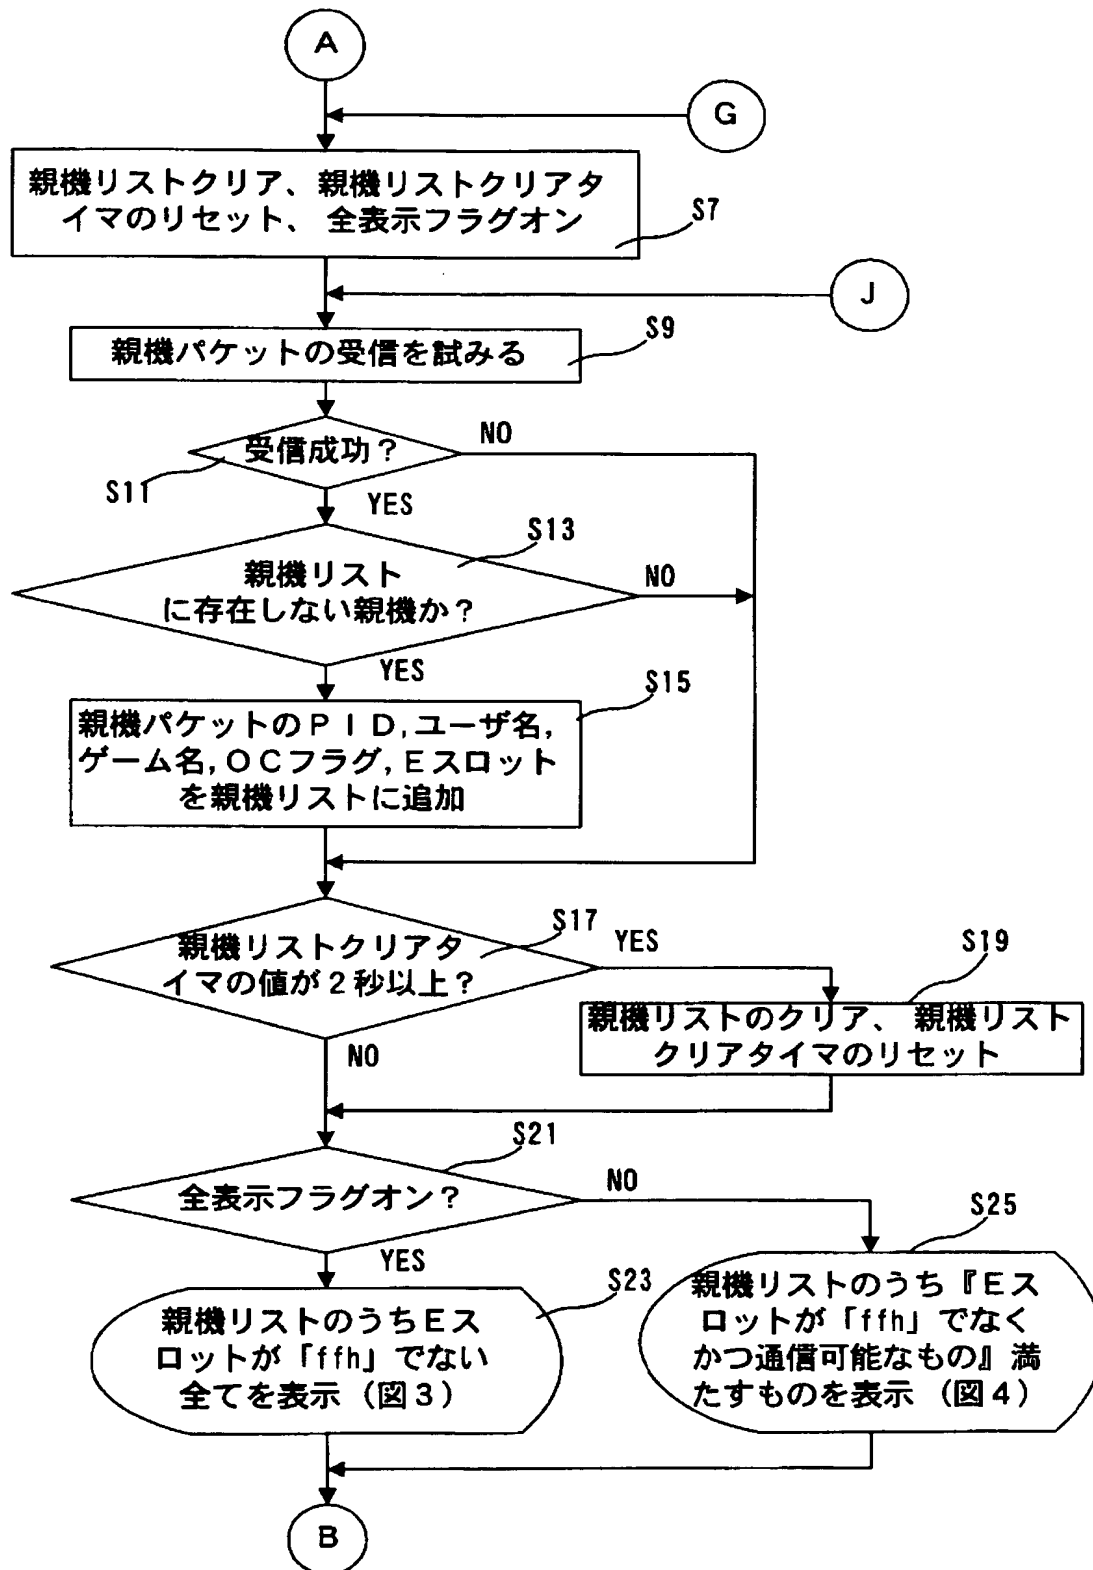 A
G
親機リストクリア、親機リストクリアタ
イマのリセット、全表示フラグオン
S7
J
S9
親機パケットの受信を試みる
受信成功？
NO
S11
YES
S13
親機リスト
に存在しない親機か？
NO
YES
S15
親機パケットのＰＩＤ,ユーザ名,
ゲーム名,ＯＣフラグ,Ｅスロット
を親機リストに追加
S17
親機リストクリアタ
イマの値が２秒以上？
YES
S19
親機リストのクリア、親機リスト
クリアタイマのリセット
NO
S21
全表示フラグオン？
NO
S25
YES
S23
親機リストのうちＥス
ロットが「ffh」でない
全てを表示（図３）
親機リストのうち『Ｅス
ロットが「ffh」でなく
かつ通信可能なもの』満
たすものを表示（図４）
B